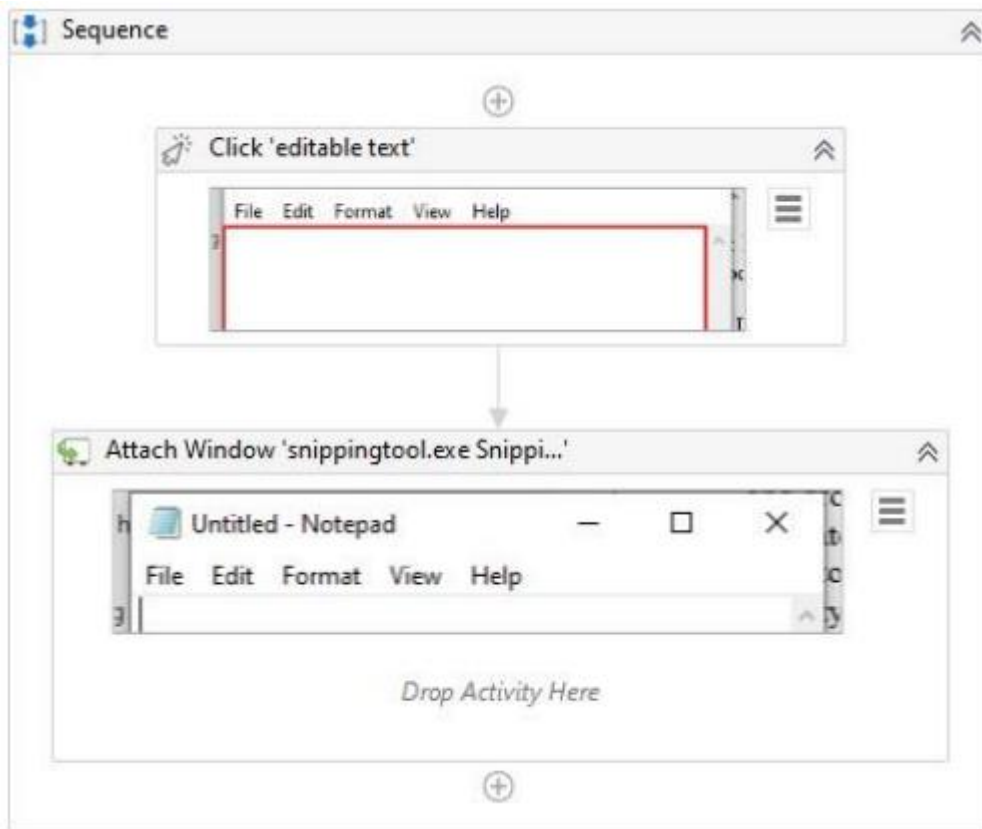 Sequence
Click 'editable text'
File Edit Format View Help
Attach Window 'snippingtool.exe Snippi...'
Untitled - Notepad
File Edit Format View Help
Drop Activity Here